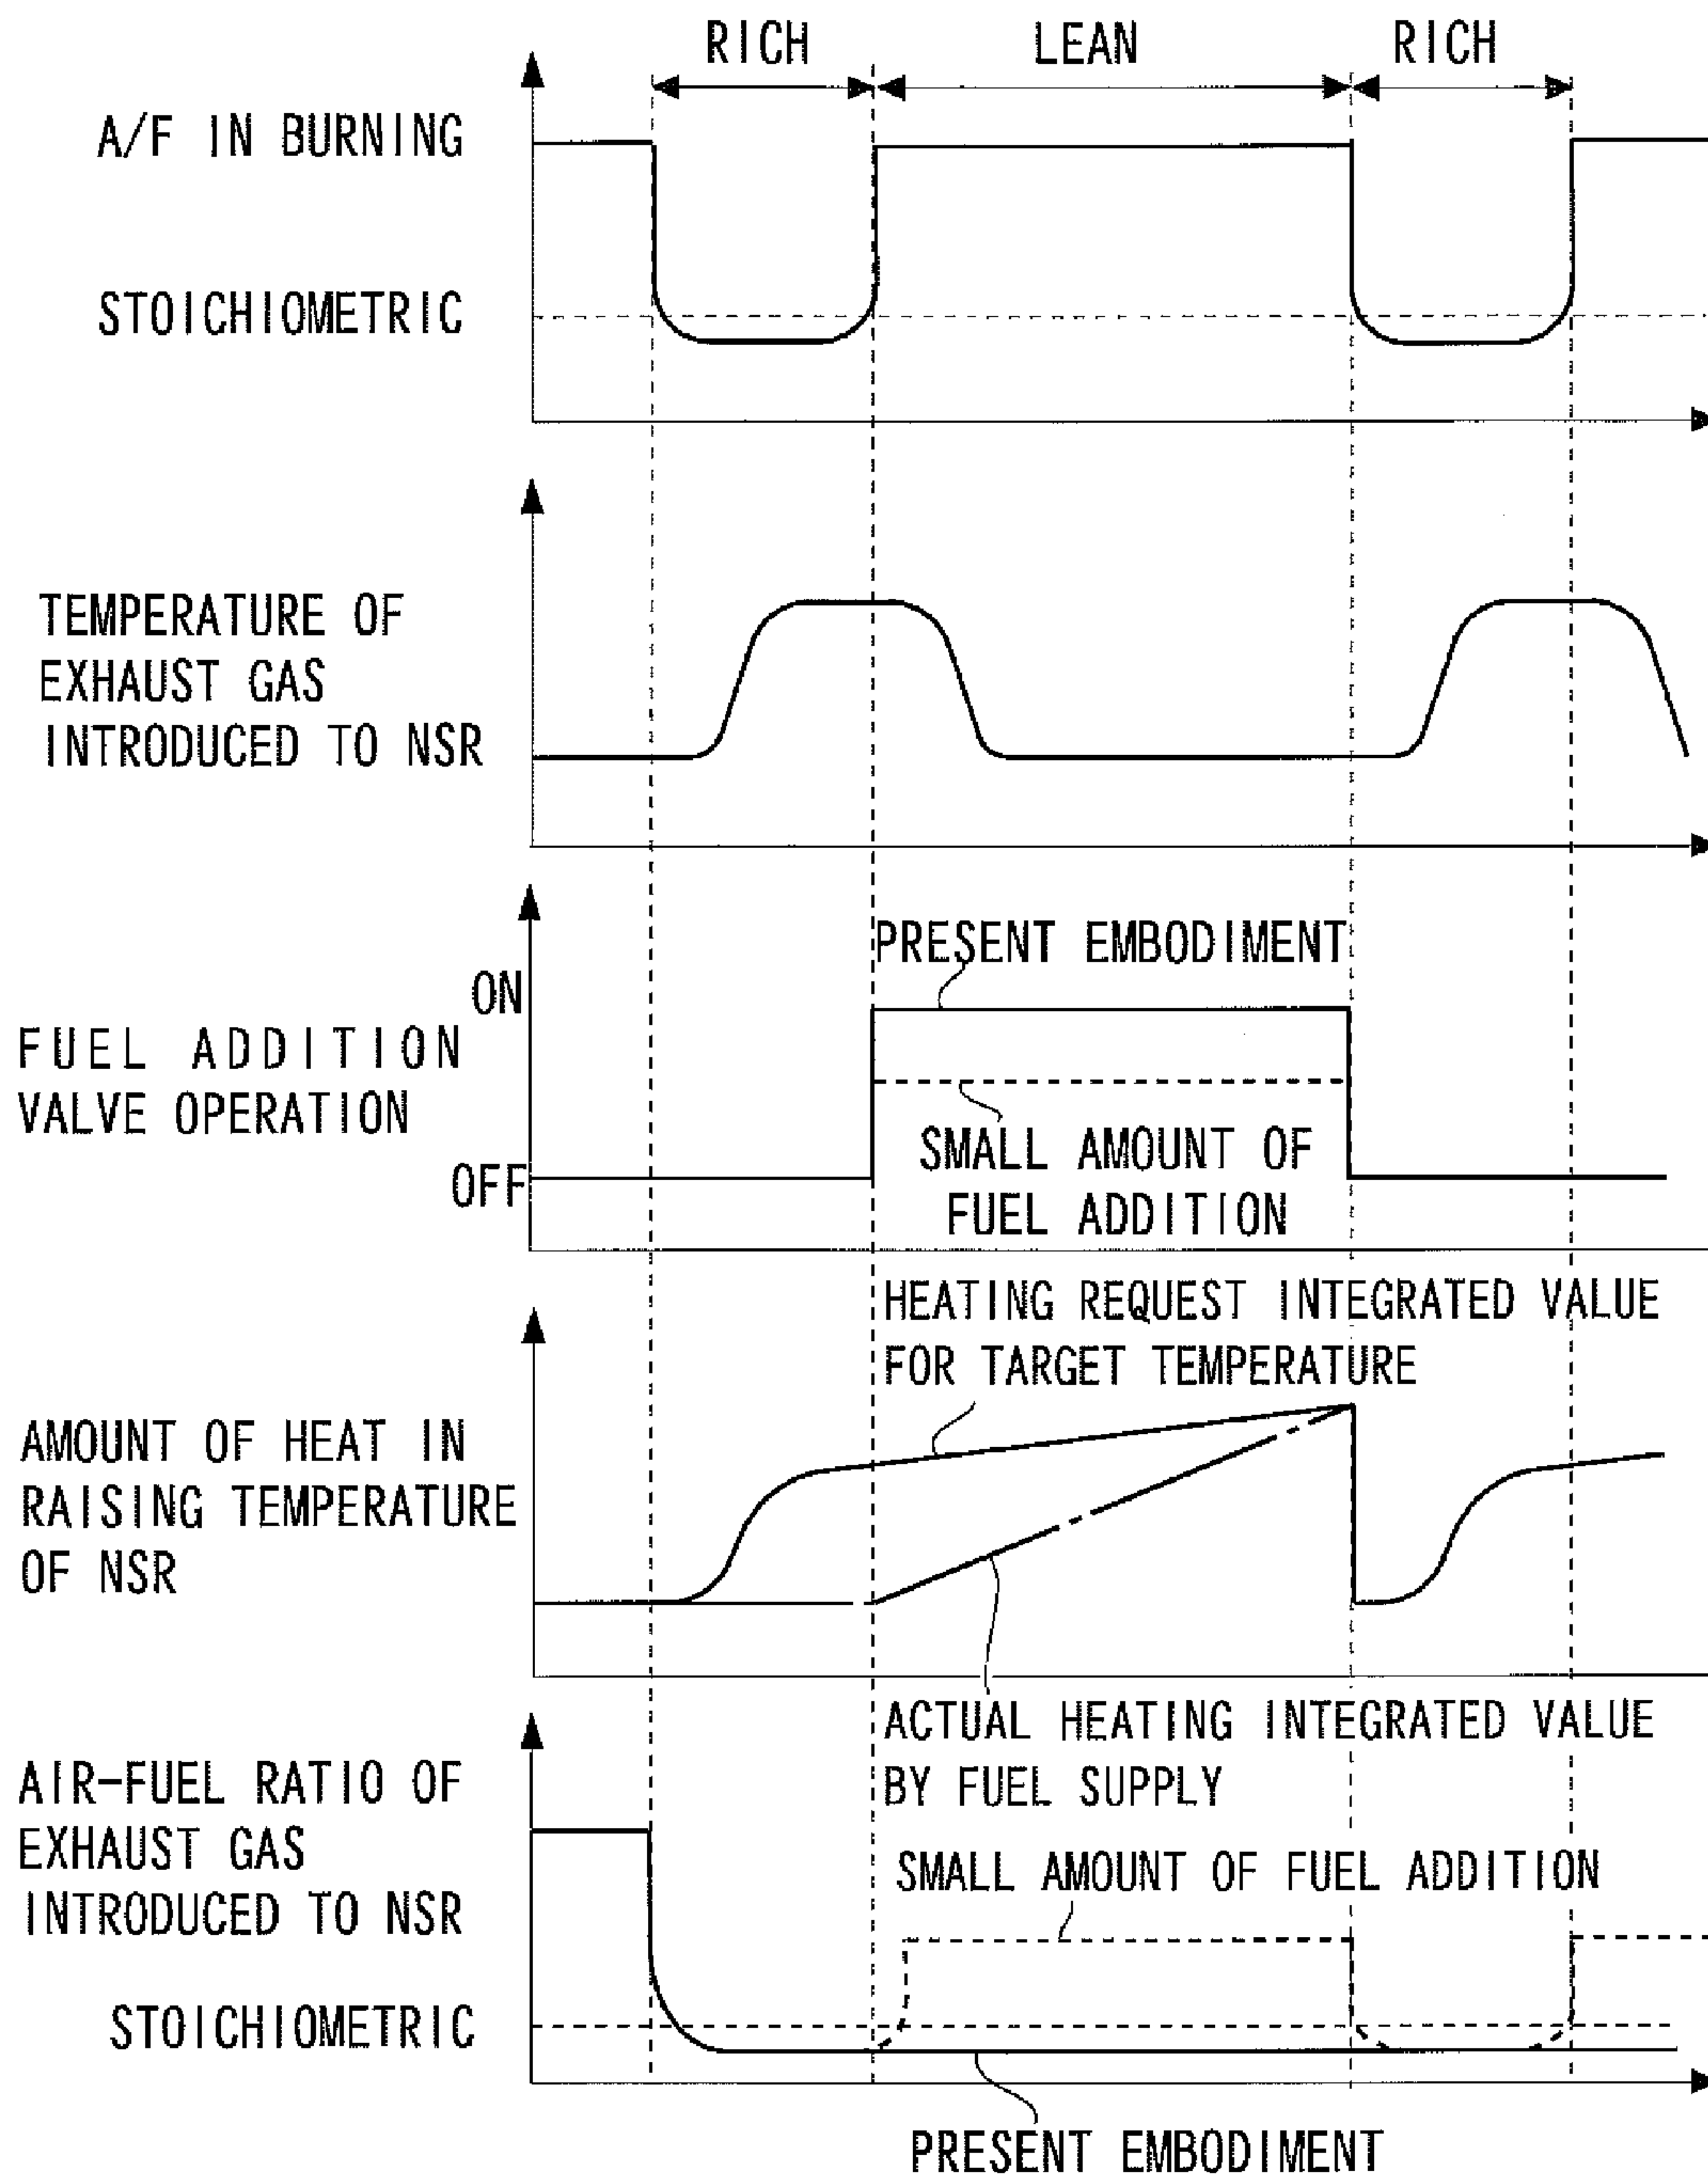 RICH LEAN RICH
A/F IN BURNING
STOICHIOMETRIC
TEMPERATURE OF
EXHAUST GAS
INTRODUCED TO NSR
PRESENT EMBODIMENT
ON
FUEL ADDITION
VALVE OPERATION
SMALL AMOUNT OF
FUEL ADDITION
OFF
HEATING REQUEST INTEGRATED VALUE
FOR TARGET TEMPERATURE
AMOUNT OF HEAT IN
RAISING TEMPERATURE
OF NSR
ACTUAL HEATING INTEGRATED VALUE
BY FUEL SUPPLY
AIR-FUEL RATIO OF
EXHAUST GAS
INTRODUCED TO NSR
SMALL AMOUNT OF FUEL ADDITION
STOICHIOMETRIC
PRESENT EMBODIMENT